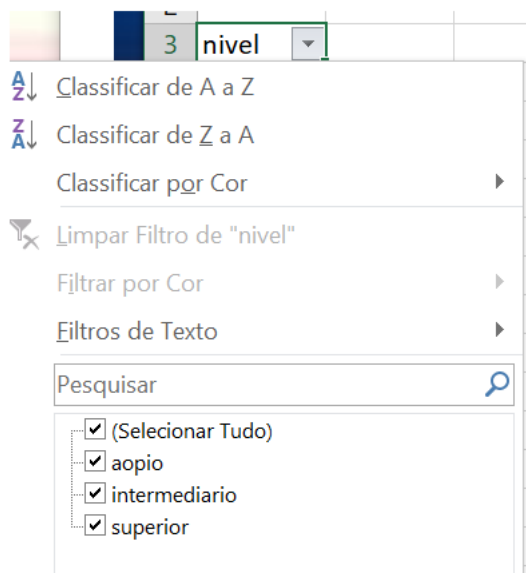 3 nivel
Classificar de A a Z
Classificar de Z a A
Classificar por Cor
Limpar Filtro de "nivel"
Filtrar por Cor
Filtros de Texto
Pesquisar
(Selecionar Tudo)
aopio
intermediario
superior